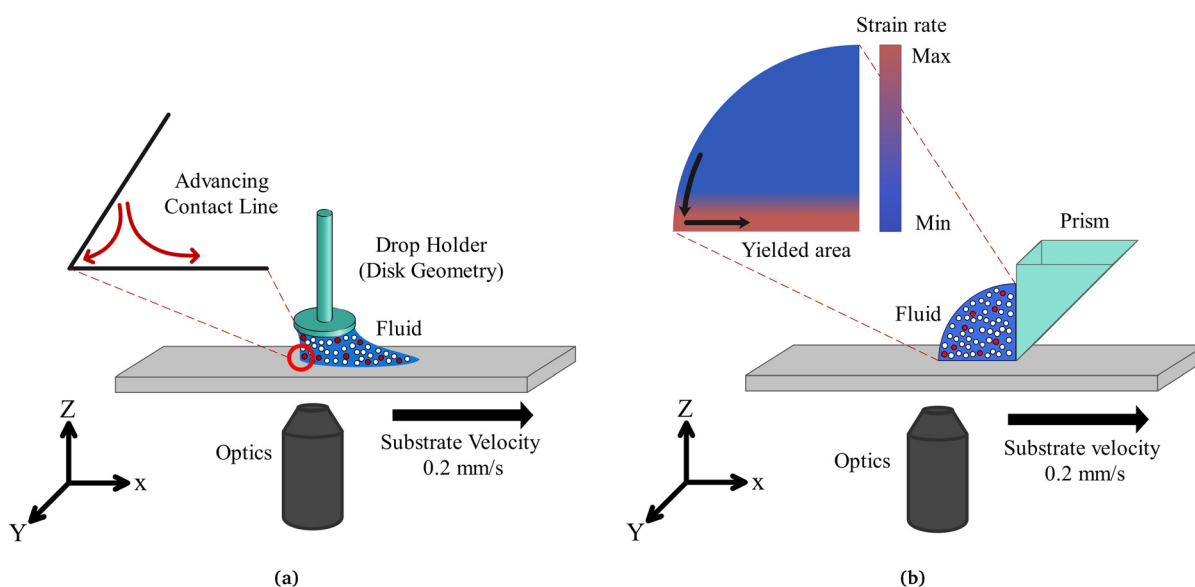 Advancing
Contact Line
Drop Holder
(Disk Geometry)
Fluid
Z
x
Y
Optics
Substrate Velocity
0.2 mm/s
(a)
Strain rate
Max
Min
Yielded area
Prism
Fluid
Z
x
Y
Optics
Substrate velocity
0.2 mm/s
(b)